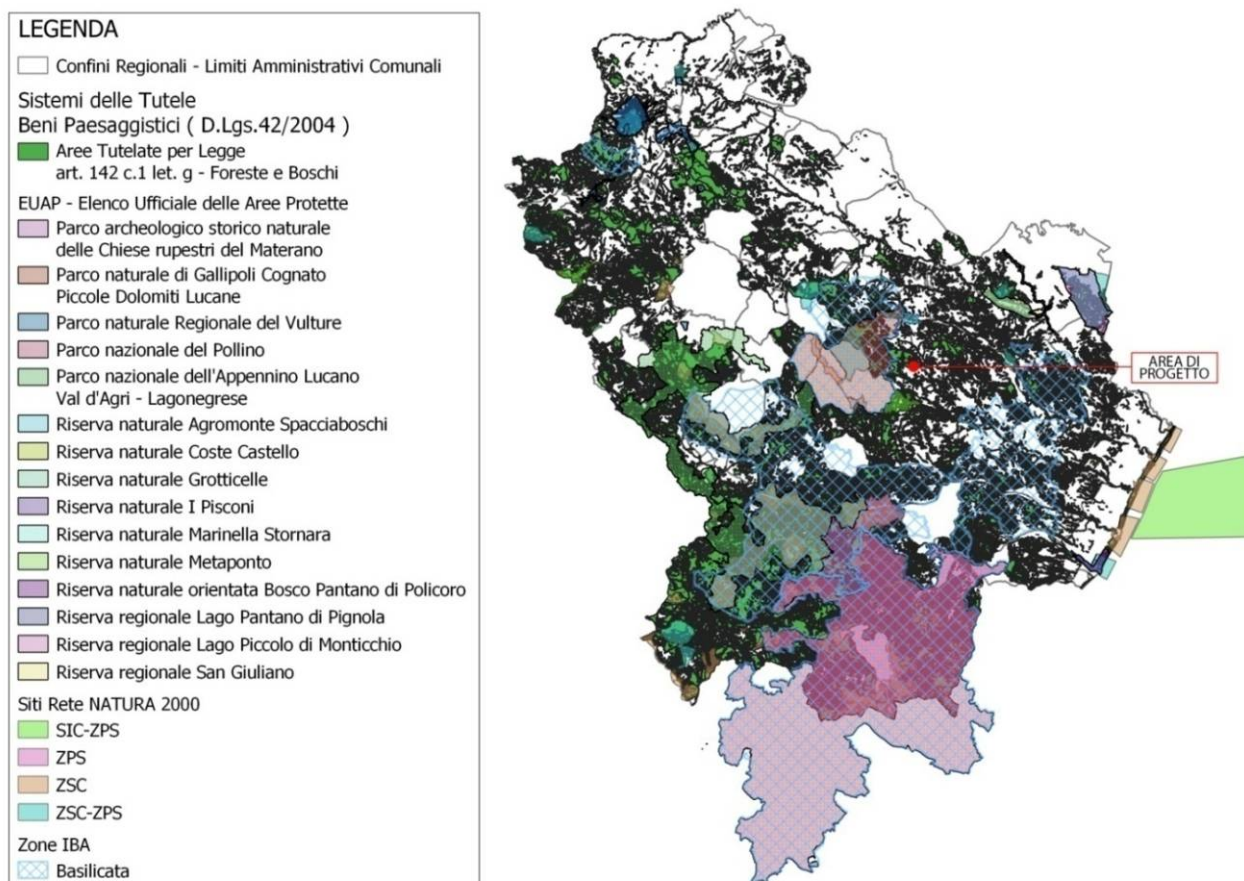 LEGENDA
Confini Regionali - Limiti Amministrativi Comunali
Sistemi delle Tutele
Beni Paesaggistici ( D.Lgs.42/2004 )
Aree Tutelate per Legge
art. 142 c.1 let. g - Foreste e Boschi
EUAP - Elenco Ufficiale delle Aree Protette
Parco archeologico storico naturale
delle Chiese rupestri del Materano
Parco naturale di Gallipoli Cognato
Piccole Dolomiti Lucane
Parco naturale Regionale del Vulture
Parco nazionale del Pollino
Parco nazionale dell'Appennino Lucano
Val d'Agri - Lagonegrese
Riserva naturale Agromonte Spacciaboschi
Riserva naturale Coste Castello
Riserva naturale Grotticelle
Riserva naturale I Pisconi
Riserva naturale Marinella Stornara
Riserva naturale Metaponto
Riserva naturale orientata Bosco Pantano di Policoro
Riserva regionale Lago Pantano di Pignola
Riserva regionale Lago Piccolo di Monticchio
Riserva regionale San Giuliano
Siti Rete NATURA 2000
SIC-ZPS
ZPS
ZSC
ZSC-ZPS
Zone IBA
Basilicata
AREA DI
PROGETTO